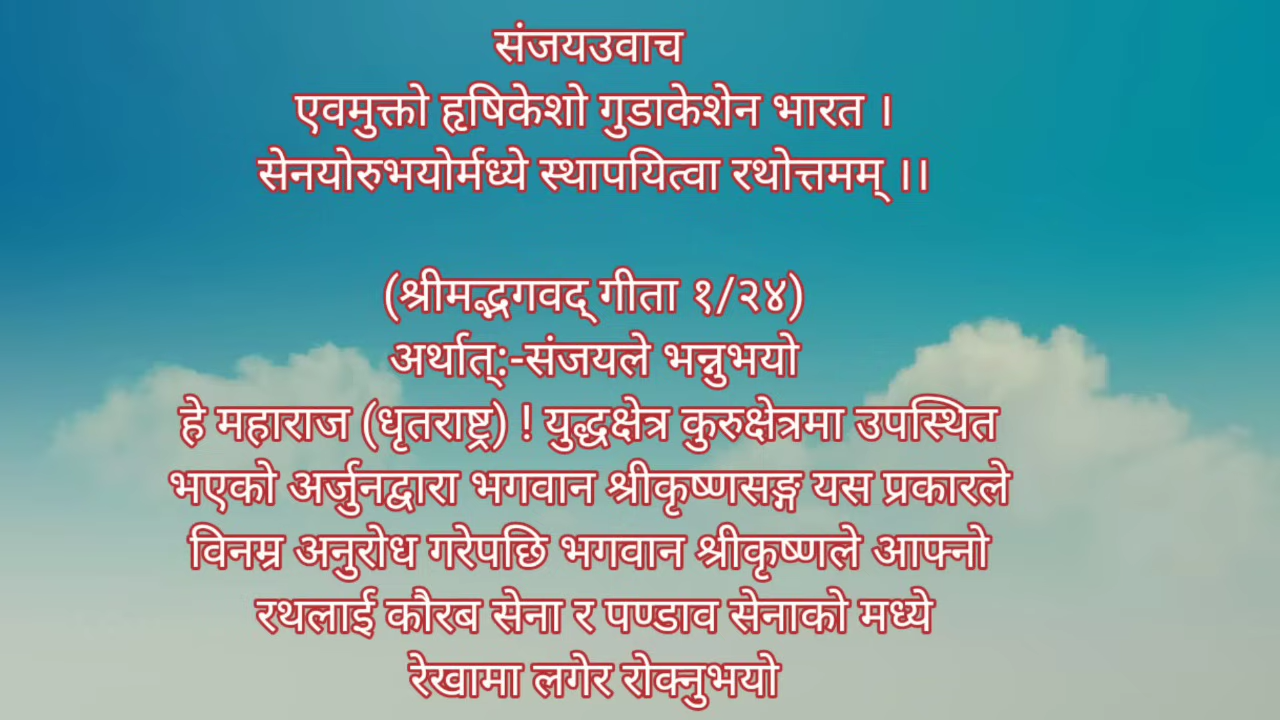 संजयउवाच
एवमुक्तो हृषिकेशो गुडाकेशेन भारत ।
सेनयोरुभयोर्मध्ये स्थापयित्वा रथोत्तमम् ।।
(श्रीमद्भगवद् गीता १/२४)
अर्थात्:-संजयले भन्नुभयो
हे महाराज (धृतराष्ट्र) ! युद्धक्षेत्र कुरुक्षेत्रमा उपस्थित
भएको अर्जुनद्वारा भगवान श्रीकृष्णसङ्ग यस प्रकारले
विनम्र अनुरोध गरेपछि भगवान श्रीकृष्णले आफ्नो
रथलाई कौरब सेना र पण्डाव सेनाको मध्ये
रेखामा लगेर रोक्नुभयो